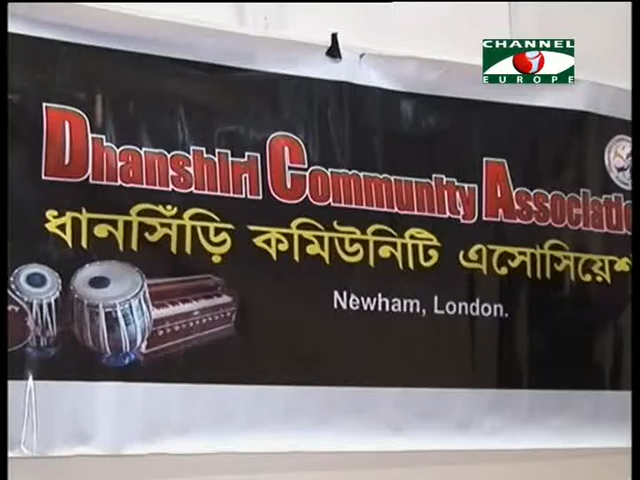 CHANNEL
i
EUROPE
Dhanshiri Community Associatio
ধানসিঁড়ি কমিউনিটি এসোসিয়েশ
Newham, London.